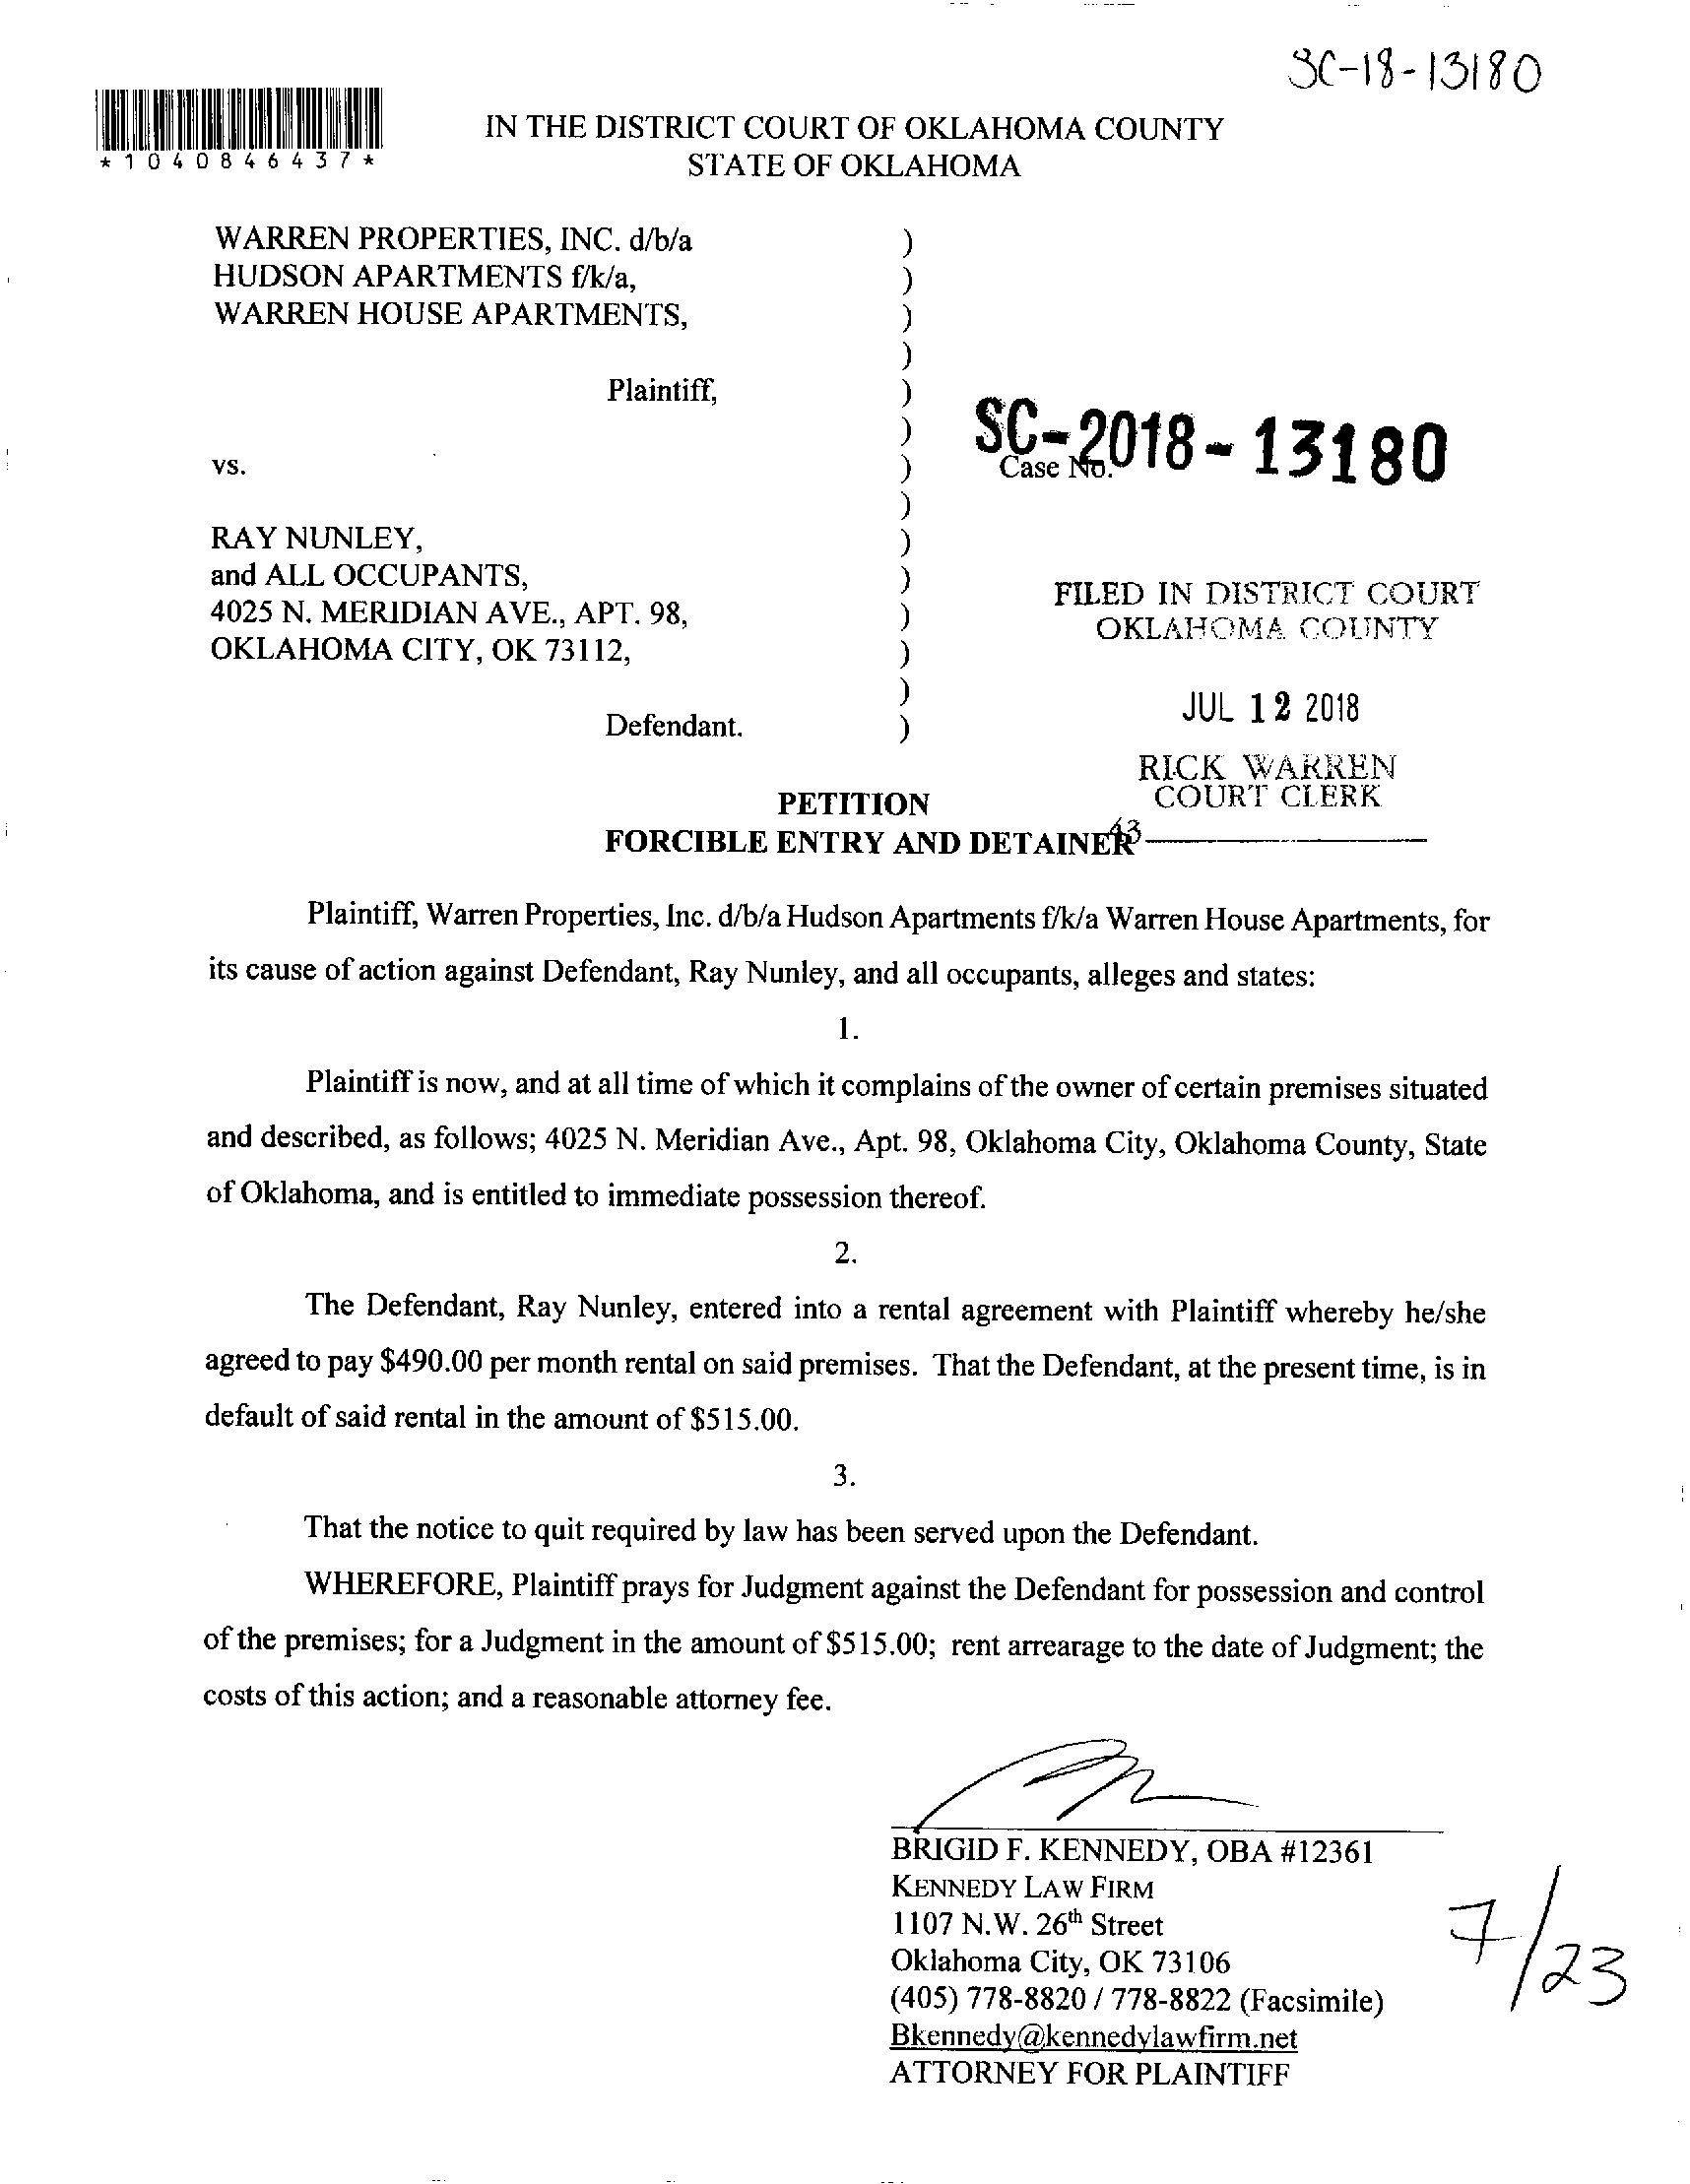 SC-18-13180
*1040846437*
IN THE DISTRICT COURT OF OKLAHOMA COUNTY
STATE OF OKLAHOMA
WARREN PROPERTIES, INC. d/b/a )
HUDSON APARTMENTS f/k/a, )
WARREN HOUSE APARTMENTS, )
)
Plaintiff, )
)
vs. ) Case No. SC-2018-13180
)
RAY NUNLEY, )
and ALL OCCUPANTS, )
4025 N. MERIDIAN AVE., APT. 98, )
OKLAHOMA CITY, OK 73112, )
)
Defendant. )
FILED IN DISTRICT COURT
OKLAHOMA COUNTY
JUL 12 2018
RICK WARREN
COURT CLERK
43
PETITION
FORCIBLE ENTRY AND DETAINER
Plaintiff, Warren Properties, Inc. d/b/a Hudson Apartments f/k/a Warren House Apartments, for
its cause of action against Defendant, Ray Nunley, and all occupants, alleges and states:
1.
Plaintiff is now, and at all time of which it complains of the owner of certain premises situated
and described, as follows; 4025 N. Meridian Ave., Apt. 98, Oklahoma City, Oklahoma County, State
of Oklahoma, and is entitled to immediate possession thereof.
2.
The Defendant, Ray Nunley, entered into a rental agreement with Plaintiff whereby he/she
agreed to pay $490.00 per month rental on said premises. That the Defendant, at the present time, is in
default of said rental in the amount of $515.00.
3.
That the notice to quit required by law has been served upon the Defendant.
WHEREFORE, Plaintiff prays for Judgment against the Defendant for possession and control
of the premises; for a Judgment in the amount of $515.00; rent arrearage to the date of Judgment; the
costs of this action; and a reasonable attorney fee.
BRIGID F. KENNEDY, OBA #12361
KENNEDY LAW FIRM
1107 N.W. 26th Street
Oklahoma City, OK 73106
(405) 778-8820 / 778-8822 (Facsimile)
Bkennedy@kennedylawfirm.net
ATTORNEY FOR PLAINTIFF
7/23